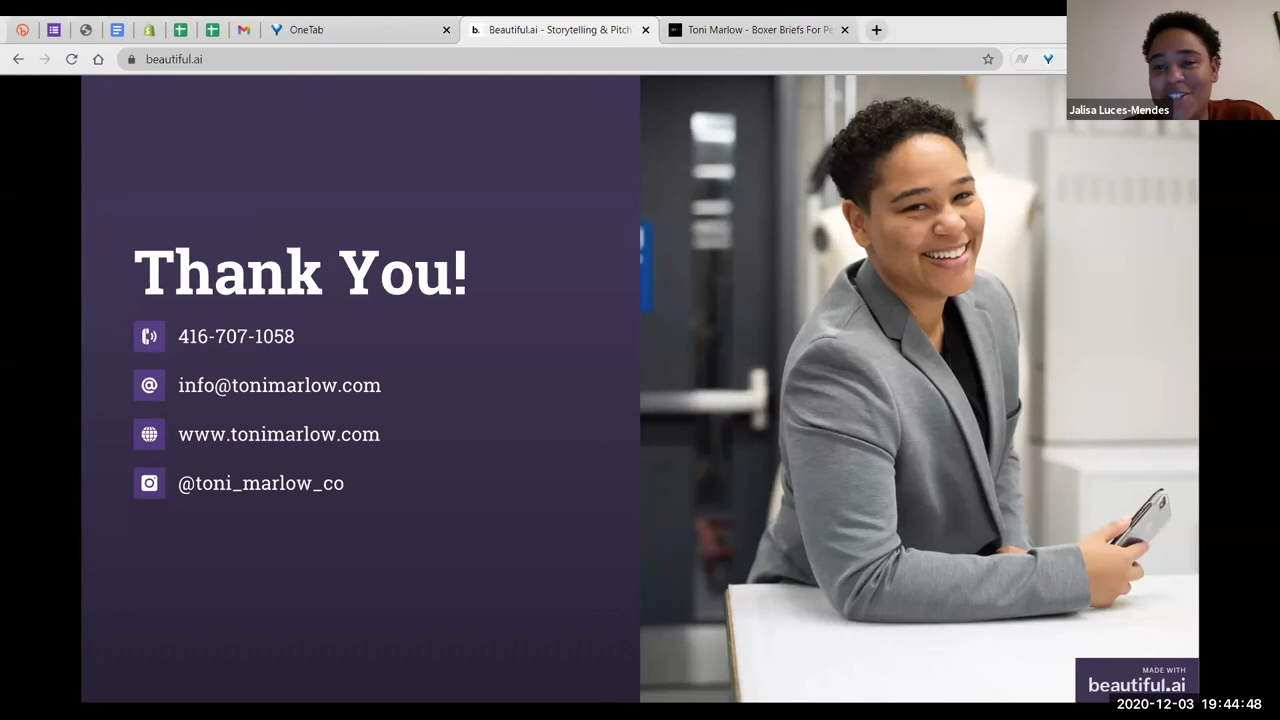 OneTab
Beautiful.ai - Storytelling & Pitch
Toni Marlow - Boxer Briefs For Pe
beautiful.ai
Jalisa Luces-Mendes
Thank You!
416-707-1058
info@tonimarlow.com
www.tonimarlow.com
@toni_marlow_co
MADE WITH
beautiful.ai
2020-12-03 19:44:48